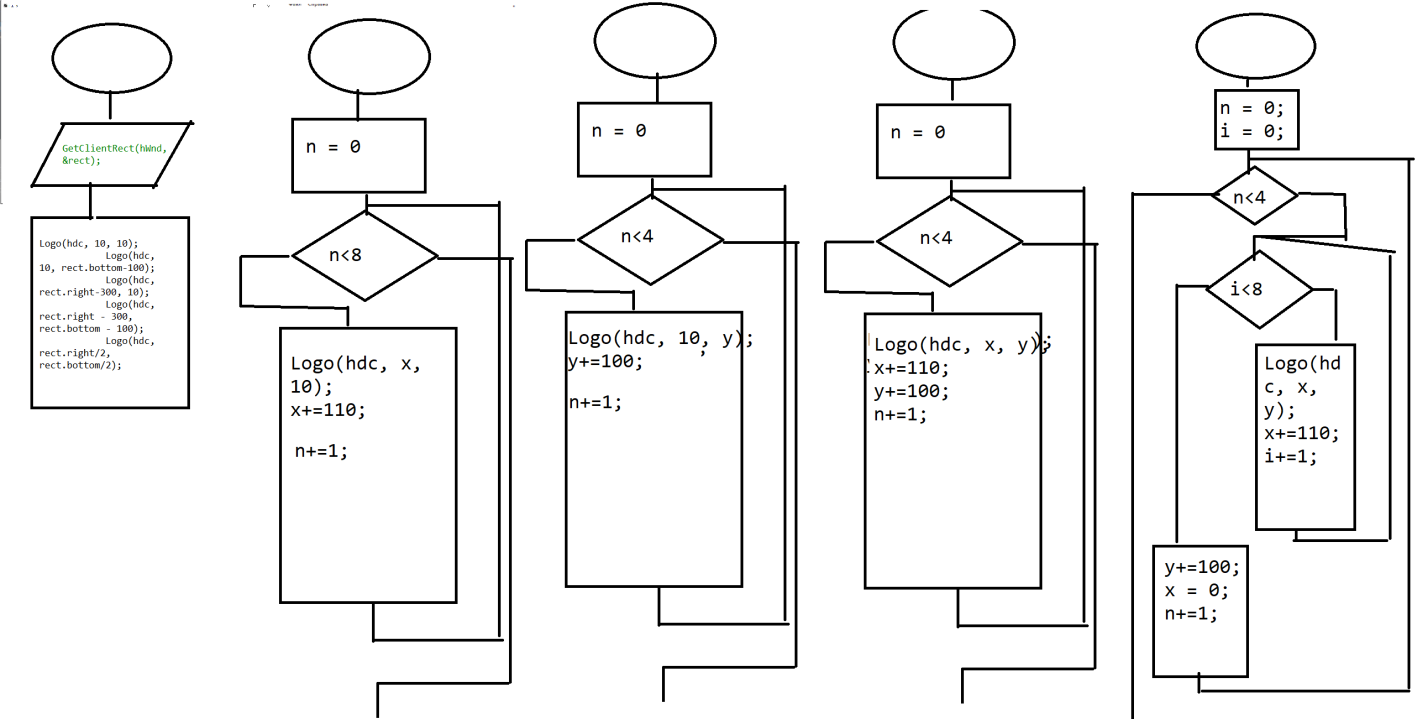 GetClientRect(hWnd,
&rect);
Logo(hdc, 10, 10);
Logo(hdc,
10, rect.bottom-100);
Logo(hdc,
rect.right-300, 10);
Logo(hdc,
rect.right - 300,
rect.bottom - 100);
Logo(hdc,
rect.right/2,
rect.bottom/2);
n = 0
n<8
Logo(hdc, x,
10);
x+=110;
n+=1;
n = 0
n<4
Logo(hdc, 10, y);
y+=100;
n+=1;
n = 0
n<4
Logo(hdc, x, y);
x+=110;
y+=100;
n+=1;
n = 0;
i = 0;
n<4
i<8
Logo(hd
c, x,
y);
x+=110;
i+=1;
y+=100;
x = 0;
n+=1;